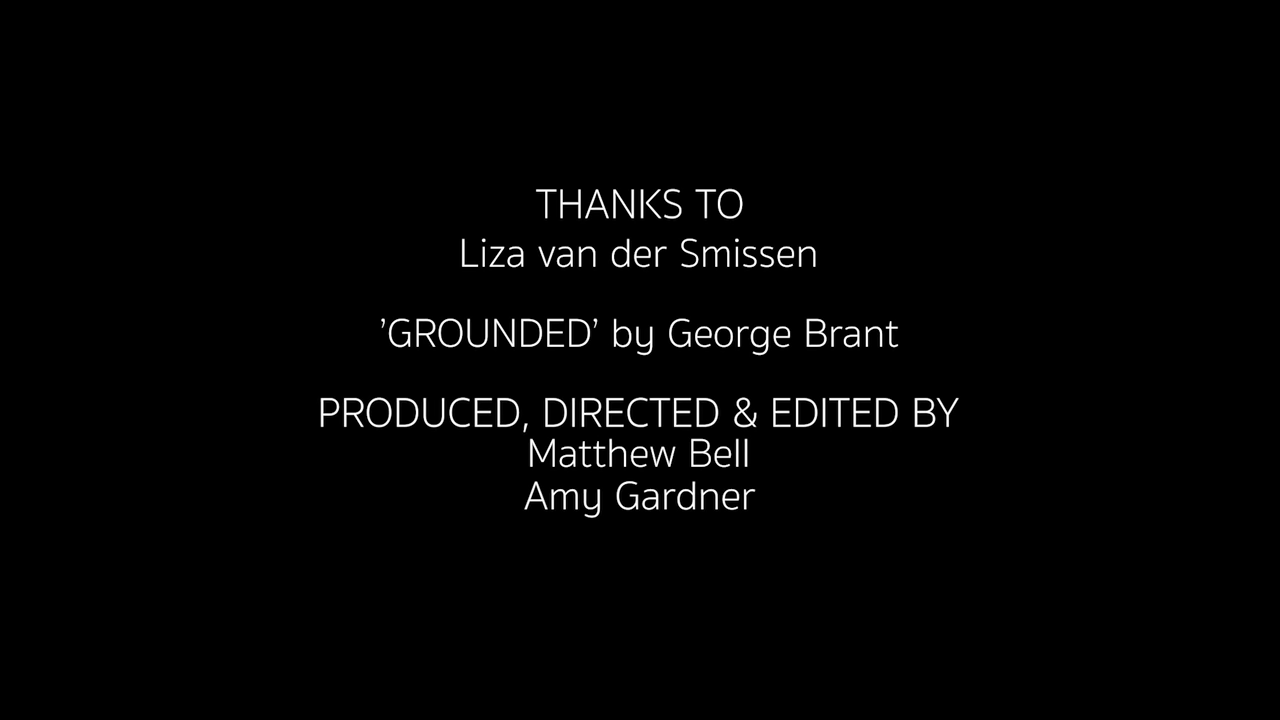 THANKS TO
Liza van der Smissen
’GROUNDED’ by George Brant
PRODUCED, DIRECTED & EDITED BY
Matthew Bell
Amy Gardner